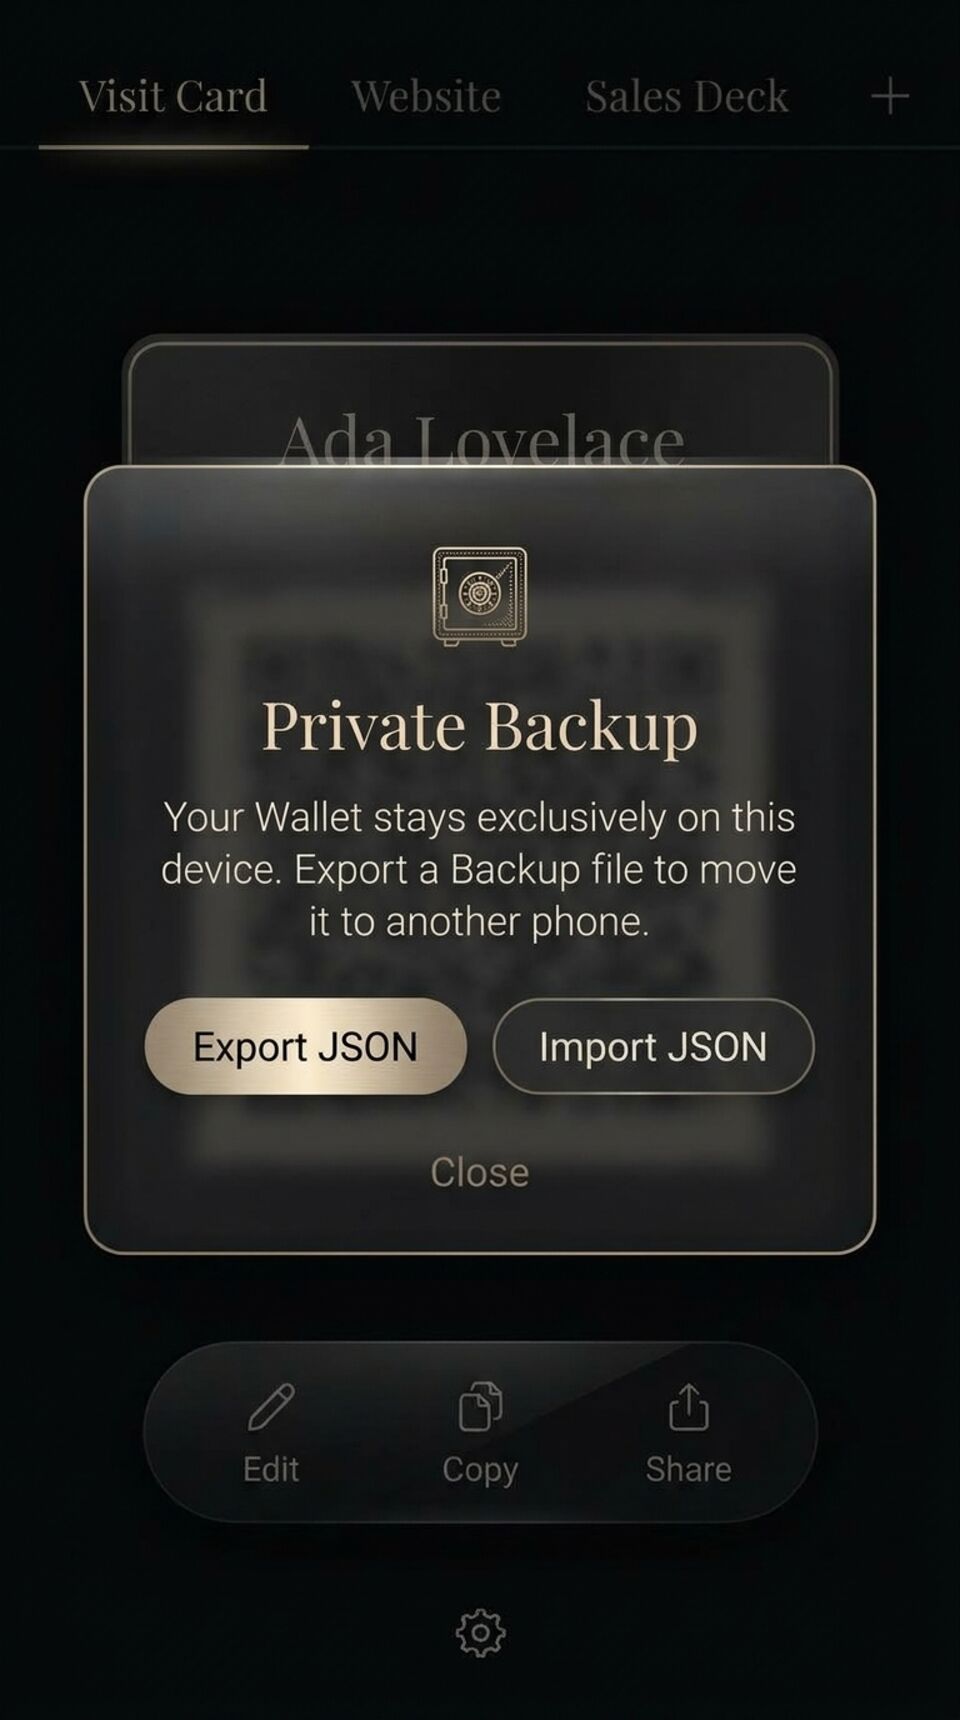 Visit Card Website Sales Deck
Ada Lovelace
Private Backup
Your Wallet stays exclusively on this
device. Export a Backup file to move
it to another phone.
Export JSON Import JSON
Close
Edit Copy Share